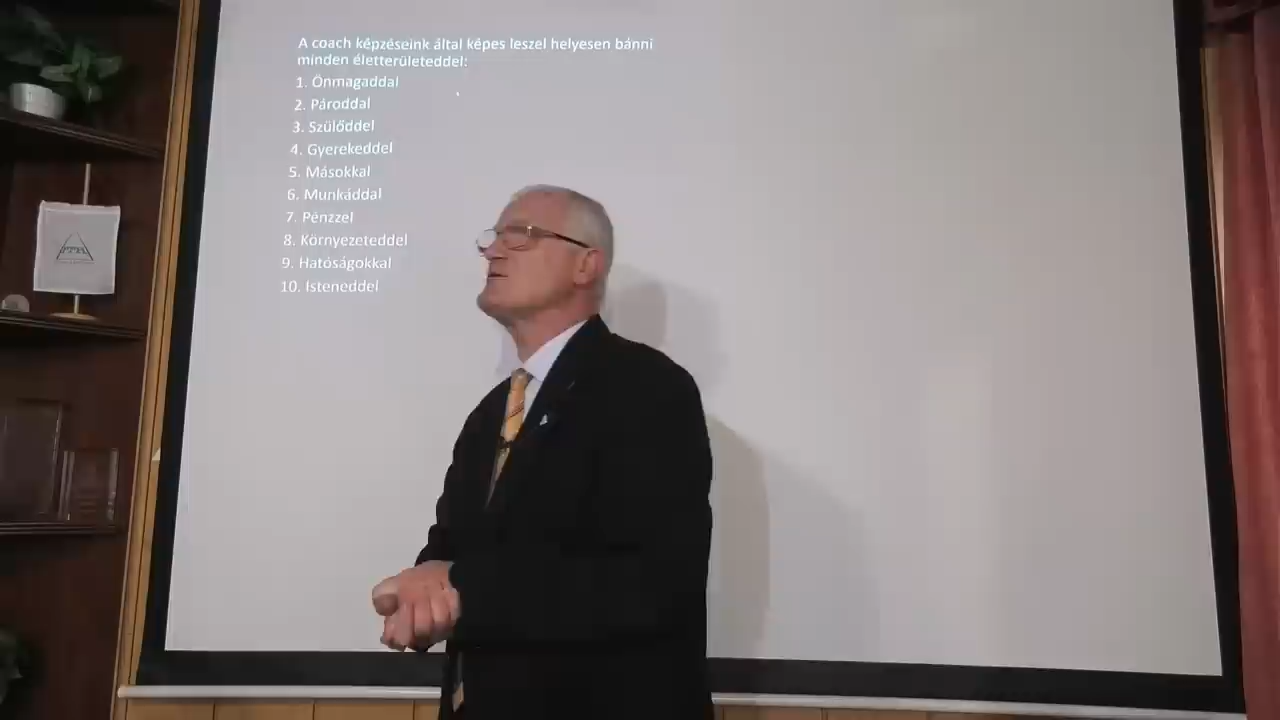 A coach képzéseink által képes leszel helyesen bánni
minden életterületeddel:
1. Önmagaddal
2. Pároddal
3. Szülőddel
4. Gyerekeddel
5. Másokkal
6. Munkáddal
7. Pénzzel
8. Környezeteddel
9. Hatóságokkal
10. Isteneddel